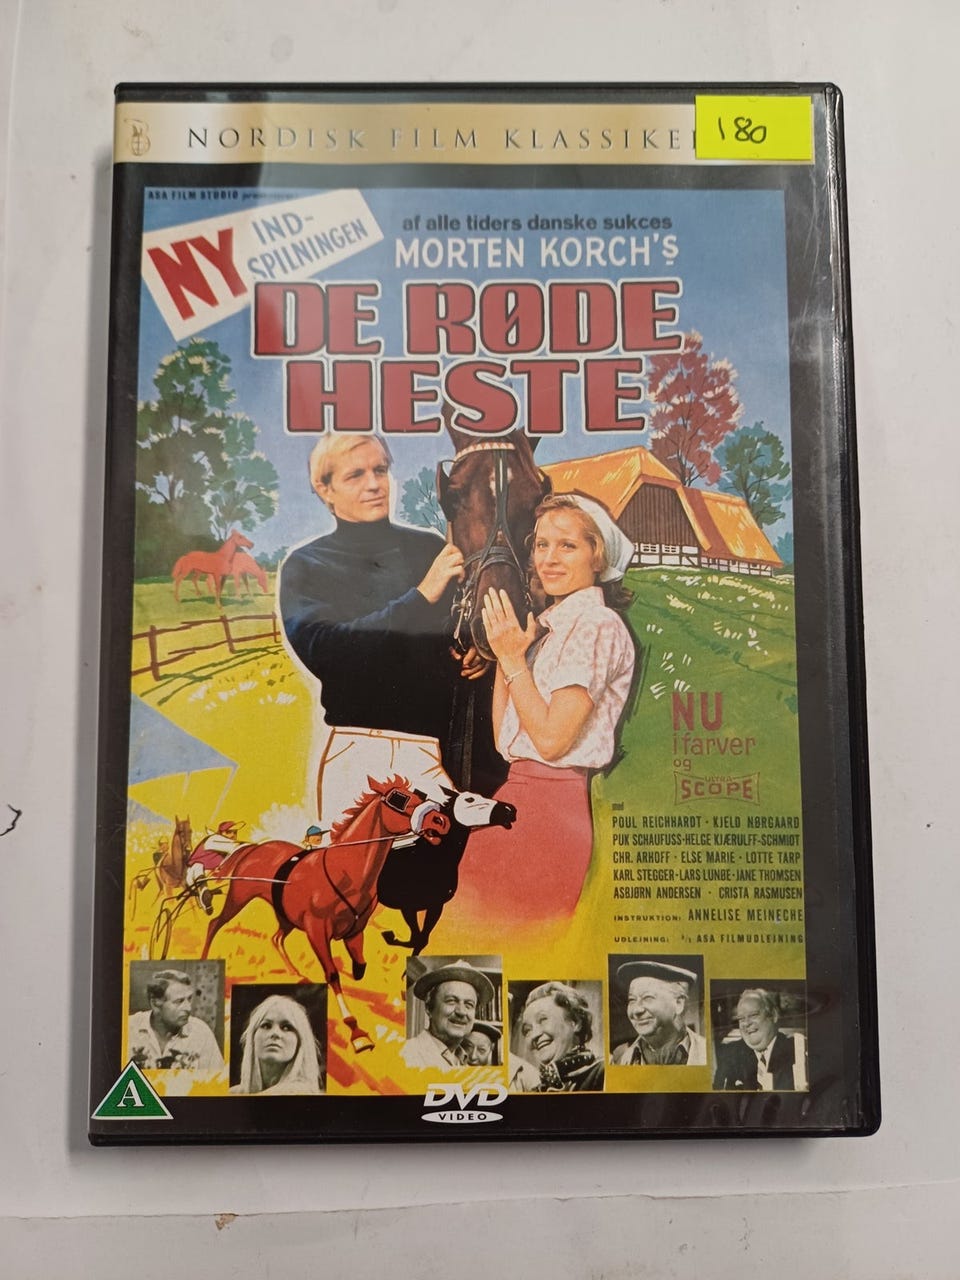 NORDISK FILM KLASSIKE
180
ASA FILM STUDIO
NY IND-
SPILNINGEN
af alle tiders danske sukces
MORTEN KORCH'S
DE RØDE
HESTE
NU
i farver
og
ULTRA
SCOPE
med
POUL REICHHARDT · KJELD NØRGAARD
PUK SCHAUFUSS · HELGE KJÆRULFF-SCHMIDT
CHR. ARHOFF · ELSE MARIE · LOTTE TARP
KARL STEGGER · LARS LUNØE · JANE THOMSEN
ASBJØRN ANDERSEN · CRISTA RASMUSEN
INSTRUKTION: ANNELISE MEINECHE
UDLEJNING: A/S ASA FILMUDLEJNING
A
DVD
VIDEO